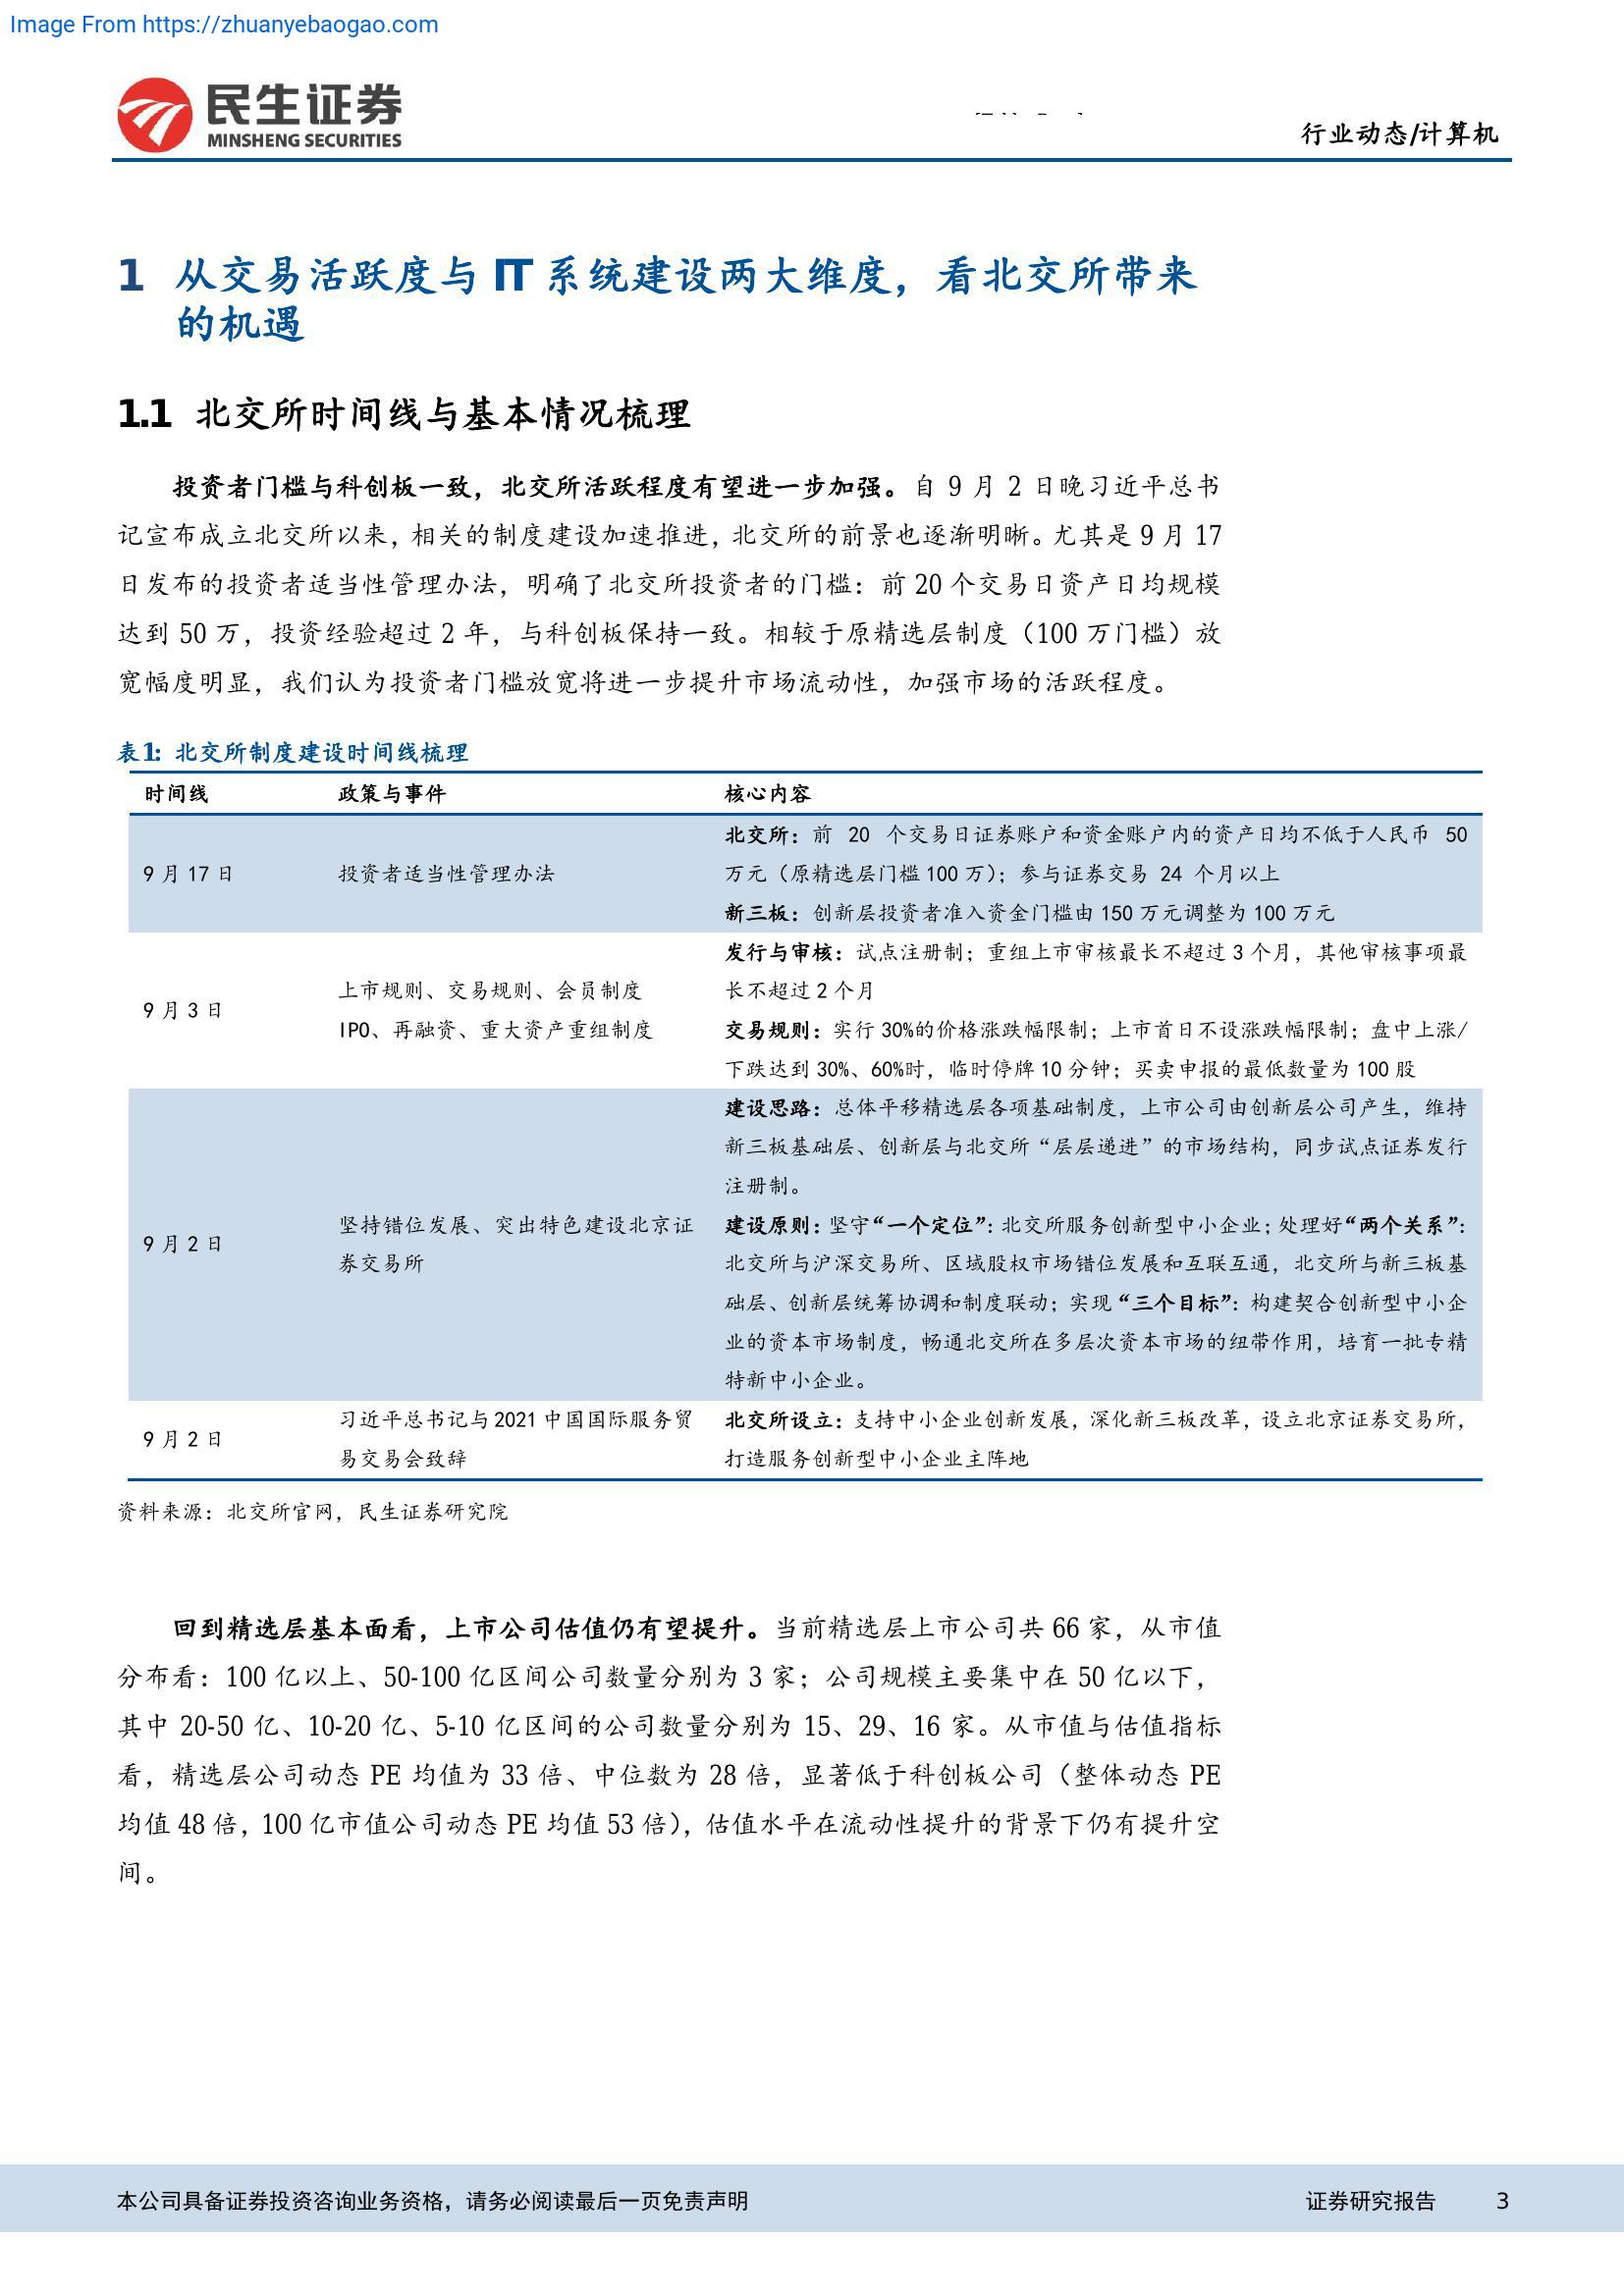 Image From https://zhuanyebaogao.com
民生证券
MINSHENG SECURITIES
行业动态/计算机
1 从交易活跃度与 IT 系统建设两大维度，看北交所带来
的机遇
1.1 北交所时间线与基本情况梳理
投资者门槛与科创板一致，北交所活跃程度有望进一步加强。自 9 月 2 日晚习近平总书
记宣布成立北交所以来，相关的制度建设加速推进，北交所的前景也逐渐明晰。尤其是 9 月 17
日发布的投资者适当性管理办法，明确了北交所投资者的门槛：前 20 个交易日资产日均规模
达到 50 万，投资经验超过 2 年，与科创板保持一致。相较于原精选层制度（100 万门槛）放
宽幅度明显，我们认为投资者门槛放宽将进一步提升市场流动性，加强市场的活跃程度。
表1：北交所制度建设时间线梳理
时间线 政策与事件 核心内容
北交所：前 20 个交易日证券账户和资金账户内的资产日均不低于人民币 50
9 月 17 日 投资者适当性管理办法 万元（原精选层门槛 100 万）；参与证券交易 24 个月以上
新三板：创新层投资者准入资金门槛由 150 万元调整为 100 万元
9 月 3 日
上市规则、交易规则、会员制度
IPO、再融资、重大资产重组制度
发行与审核：试点注册制；重组上市审核最长不超过 3 个月，其他审核事项最
长不超过 2 个月
交易规则：实行 30%的价格涨跌幅限制；上市首日不设涨跌幅限制；盘中上涨/
下跌达到 30%、60%时，临时停牌 10 分钟；买卖申报的最低数量为 100 股
9 月 2 日
坚持错位发展、突出特色建设北京证
券交易所
建设思路：总体平移精选层各项基础制度，上市公司由创新层公司产生，维持
新三板基础层、创新层与北交所“层层递进”的市场结构，同步试点证券发行
注册制。
建设原则：坚守“一个定位”：北交所服务创新型中小企业；处理好“两个关系”：
北交所与沪深交易所、区域股权市场错位发展和互联互通，北交所与新三板基
础层、创新层统筹协调和制度联动；实现“三个目标”：构建契合创新型中小企
业的资本市场制度，畅通北交所在多层次资本市场的纽带作用，培育一批专精
特新中小企业。
9 月 2 日
习近平总书记与 2021 中国国际服务贸
易交易会致辞
北交所设立：支持中小企业创新发展，深化新三板改革，设立北京证券交易所，
打造服务创新型中小企业主阵地
资料来源：北交所官网，民生证券研究院
回到精选层基本面看，上市公司估值仍有望提升。当前精选层上市公司共 66 家，从市值
分布看：100 亿以上、50-100 亿区间公司数量分别为 3 家；公司规模主要集中在 50 亿以下，
其中 20-50 亿、10-20 亿、5-10 亿区间的公司数量分别为 15、29、16 家。从市值与估值指标
看，精选层公司动态 PE 均值为 33 倍、中位数为 28 倍，显著低于科创板公司（整体动态 PE
均值 48 倍，100 亿市值公司动态 PE 均值 53 倍），估值水平在流动性提升的背景下仍有提升空
间。
本公司具备证券投资咨询业务资格，请务必阅读最后一页免责声明 证券研究报告 3